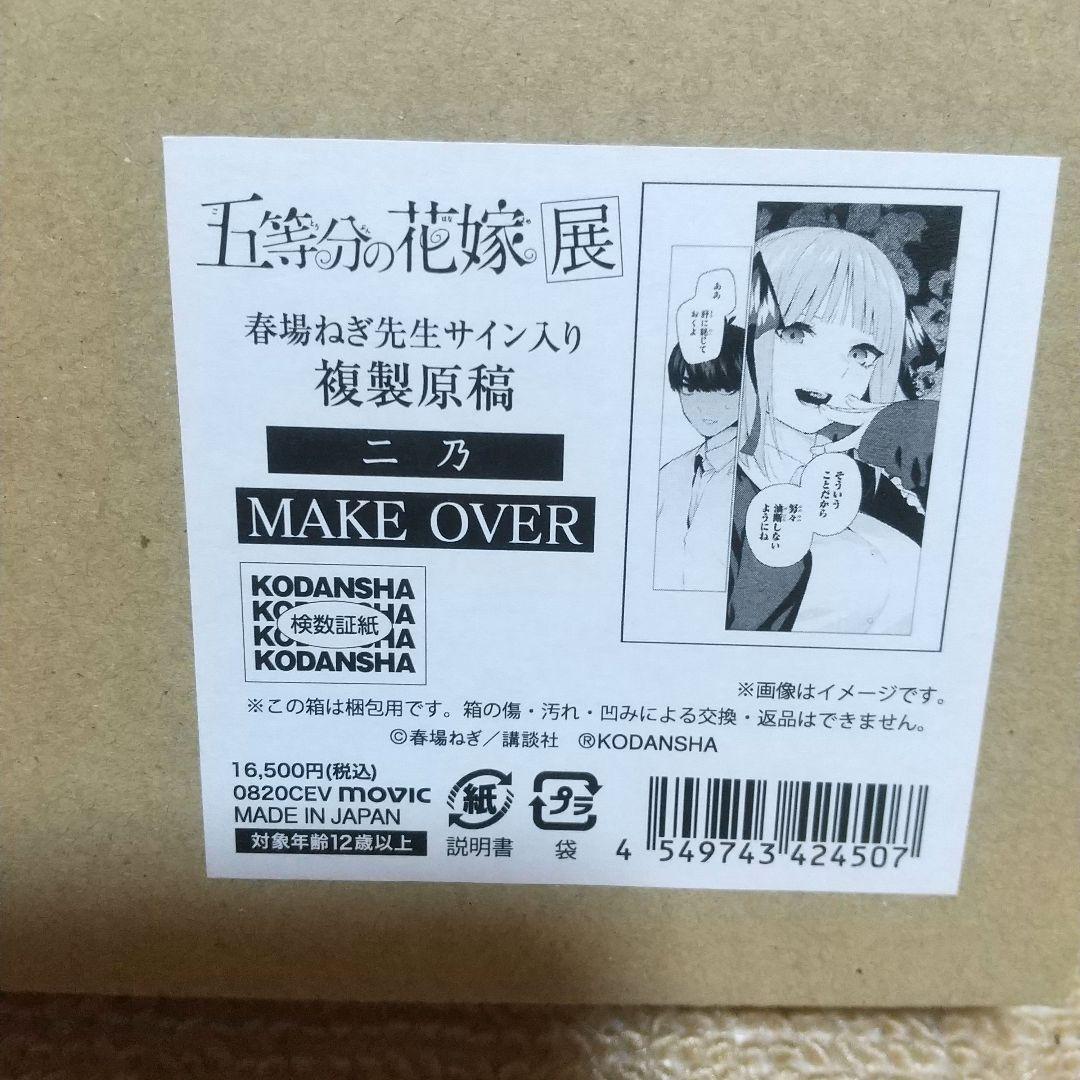 五等分の花嫁展
春場ねぎ先生サイン入り
複製原稿
二乃
MAKE OVER
KODANSHA
KODANSHA
検数証紙
KODANSHA
KODANSHA
ああ
肝に銘じて
おくよ
そういう
ことだから
努々
油断しない
ようにね
※画像はイメージです。
※この箱は梱包用です。箱の傷・汚れ・凹みによる交換・返品はできません。
©春場ねぎ/講談社 ®KODANSHA
16,500円(税込)
0820CEV movic
MADE IN JAPAN
対象年齢12歳以上
紙
説明書
プラ
袋
4 549743 424507